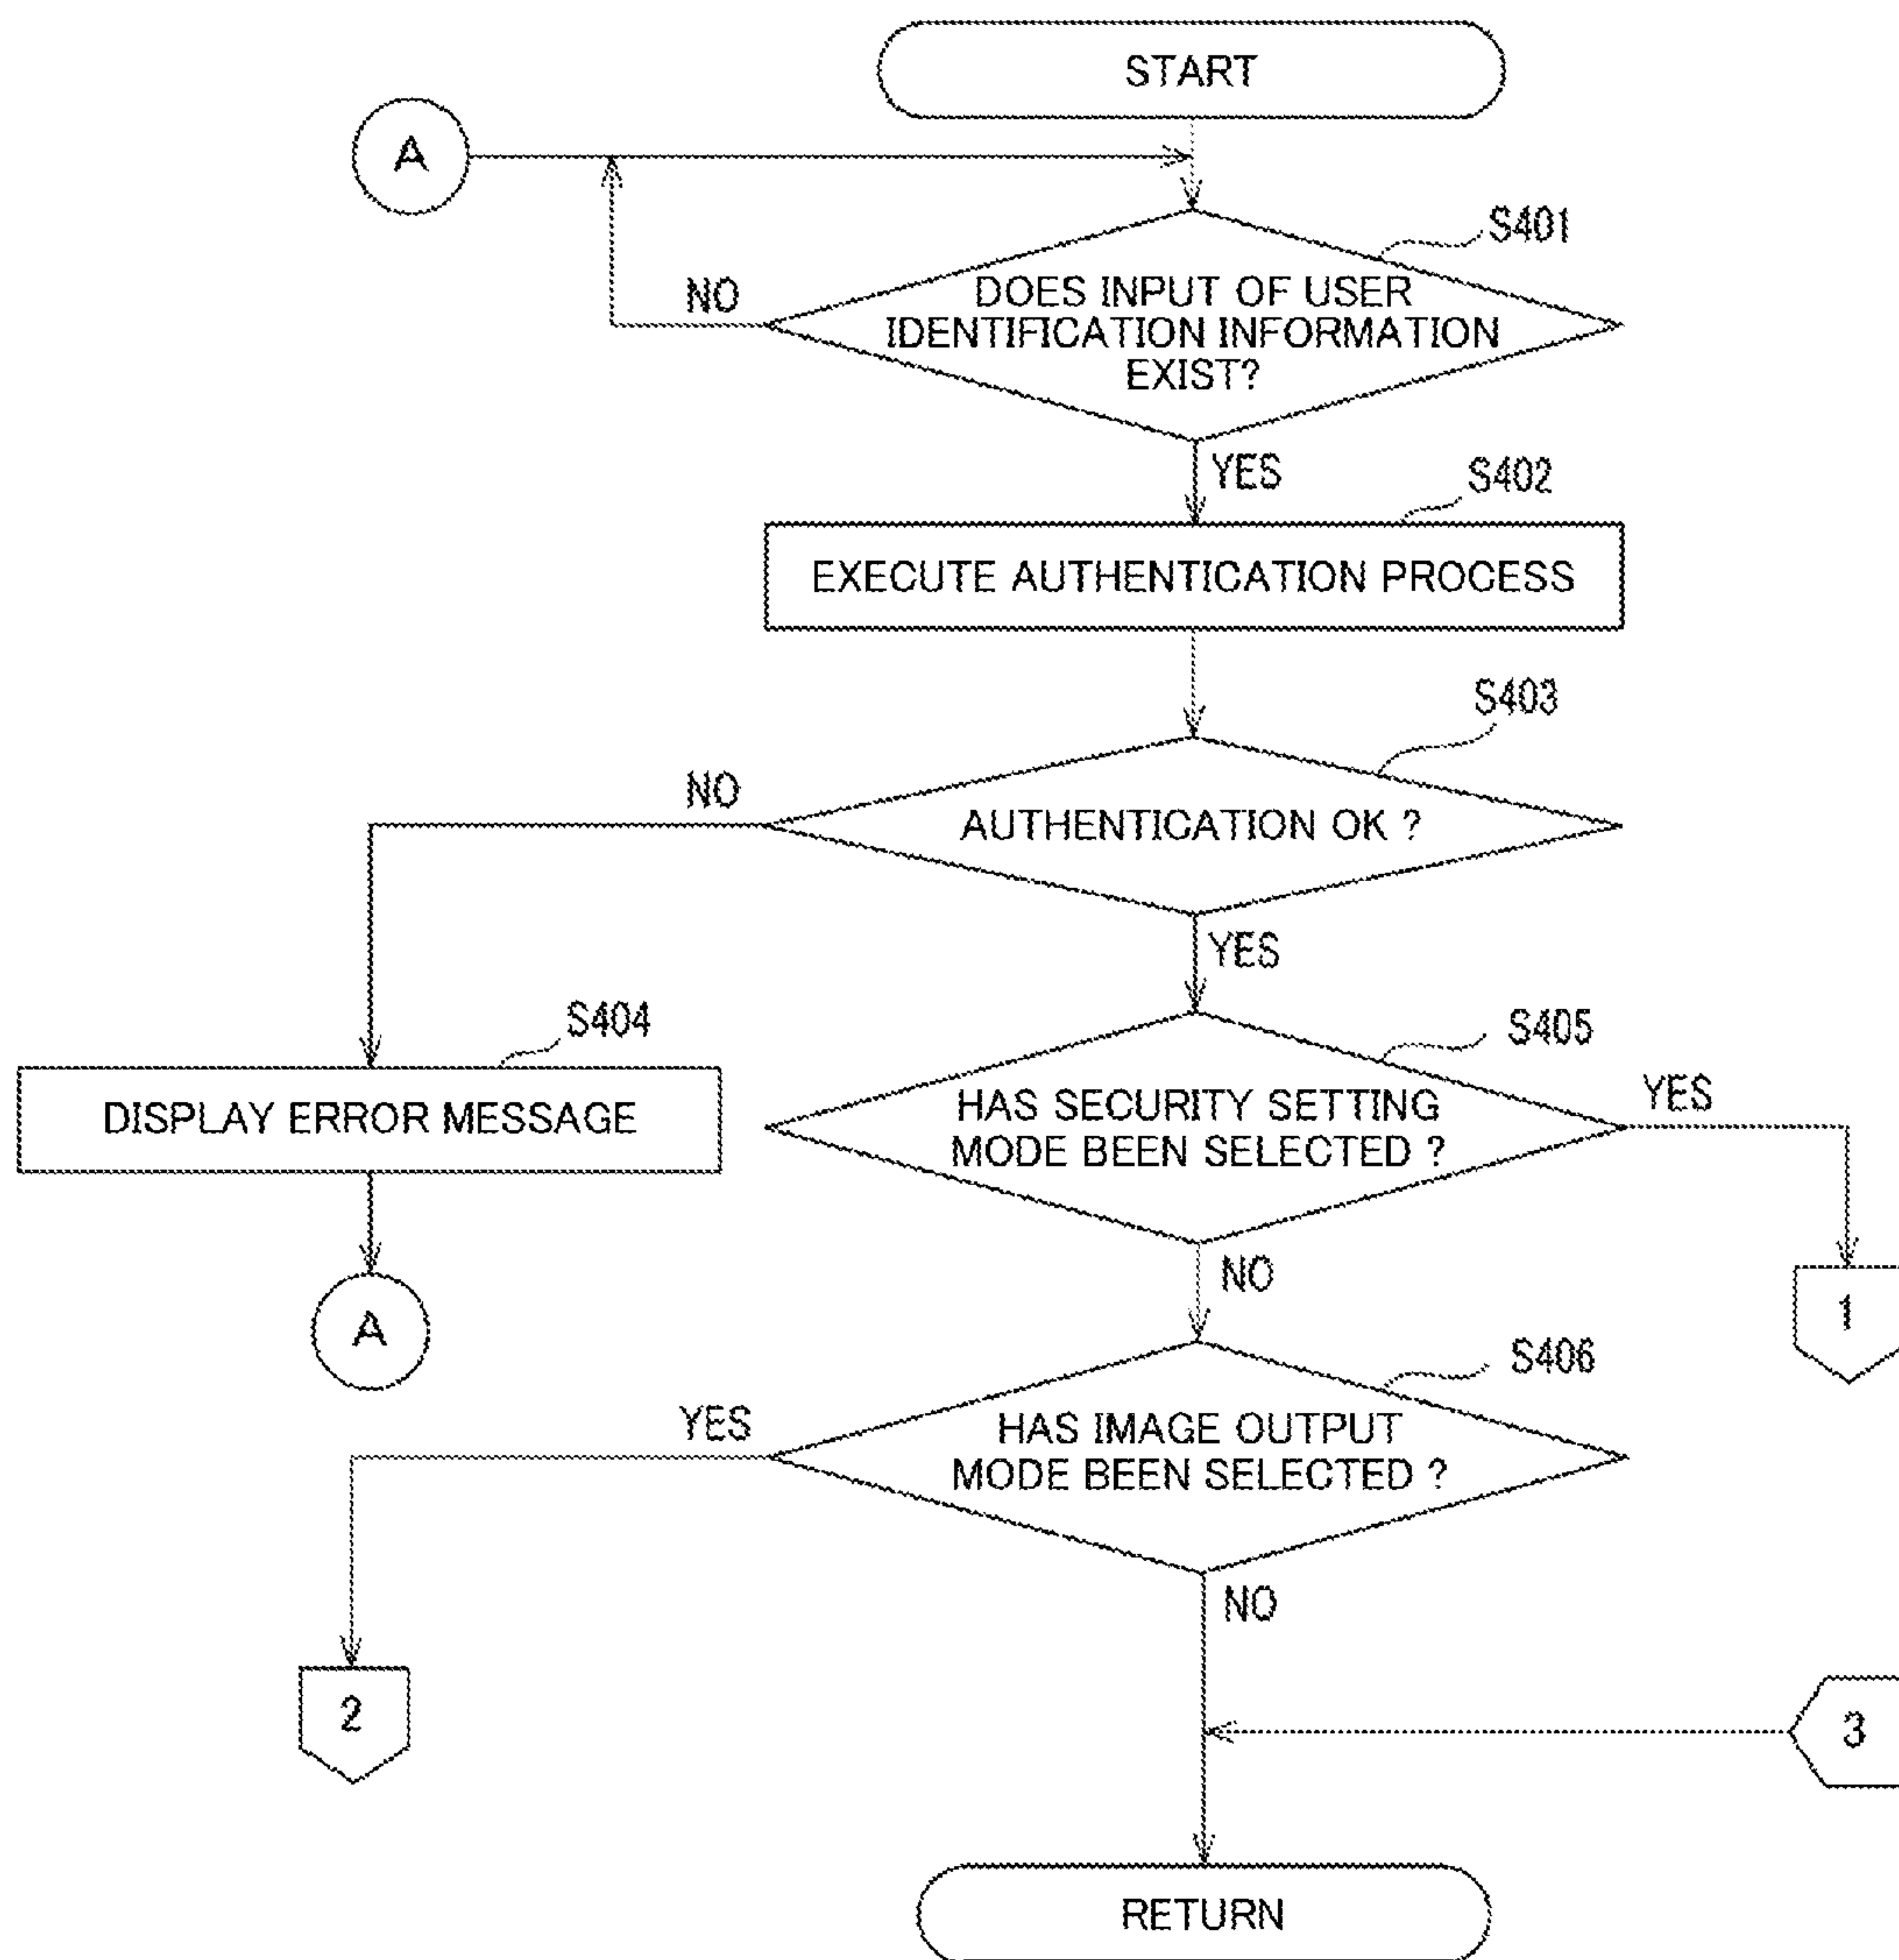 START
A
S401
NO
DOES INPUT OF USER
IDENTIFICATION INFORMATION
EXIST?
YES
S402
EXECUTE AUTHENTICATION PROCESS
S403
NO
AUTHENTICATION OK ?
YES
S404
S405
DISPLAY ERROR MESSAGE
HAS SECURITY SETTING
MODE BEEN SELECTED ?
YES
NO
A
1
S406
YES
HAS IMAGE OUTPUT
MODE BEEN SELECTED ?
NO
2
3
RETURN